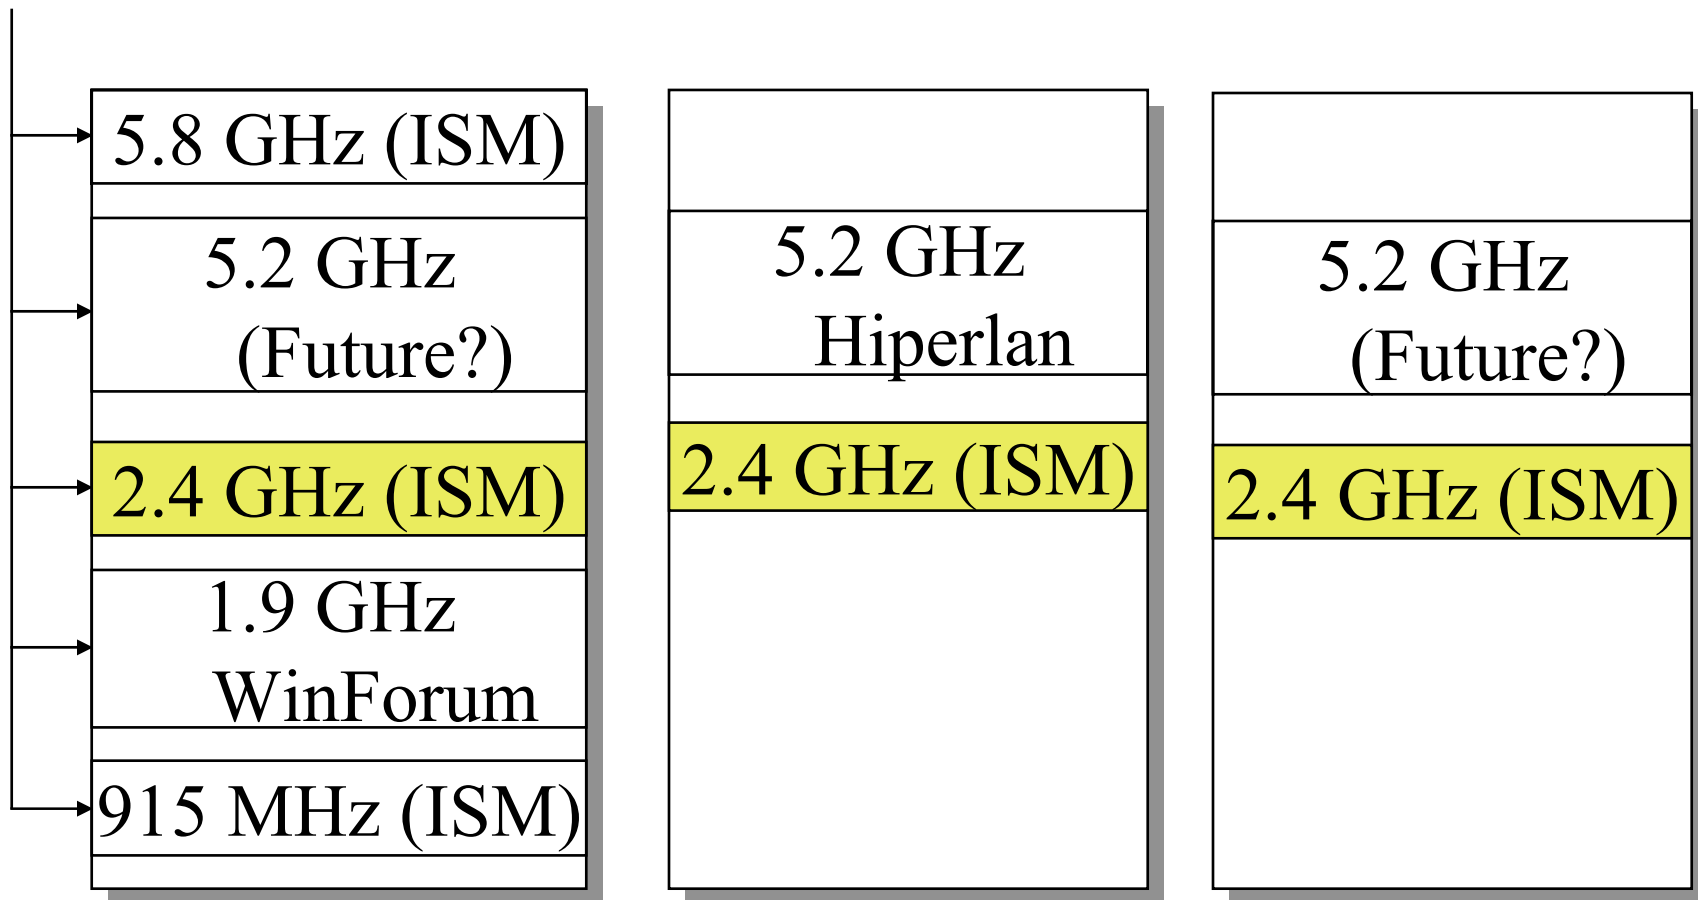 5.8 GHz (ISM)
5.2 GHz
(Future?)
2.4 GHz (ISM)
1.9 GHz
WinForum
915 MHz (ISM)
5.2 GHz
Hiperlan
2.4 GHz (ISM)
5.2 GHz
(Future?)
2.4 GHz (ISM)